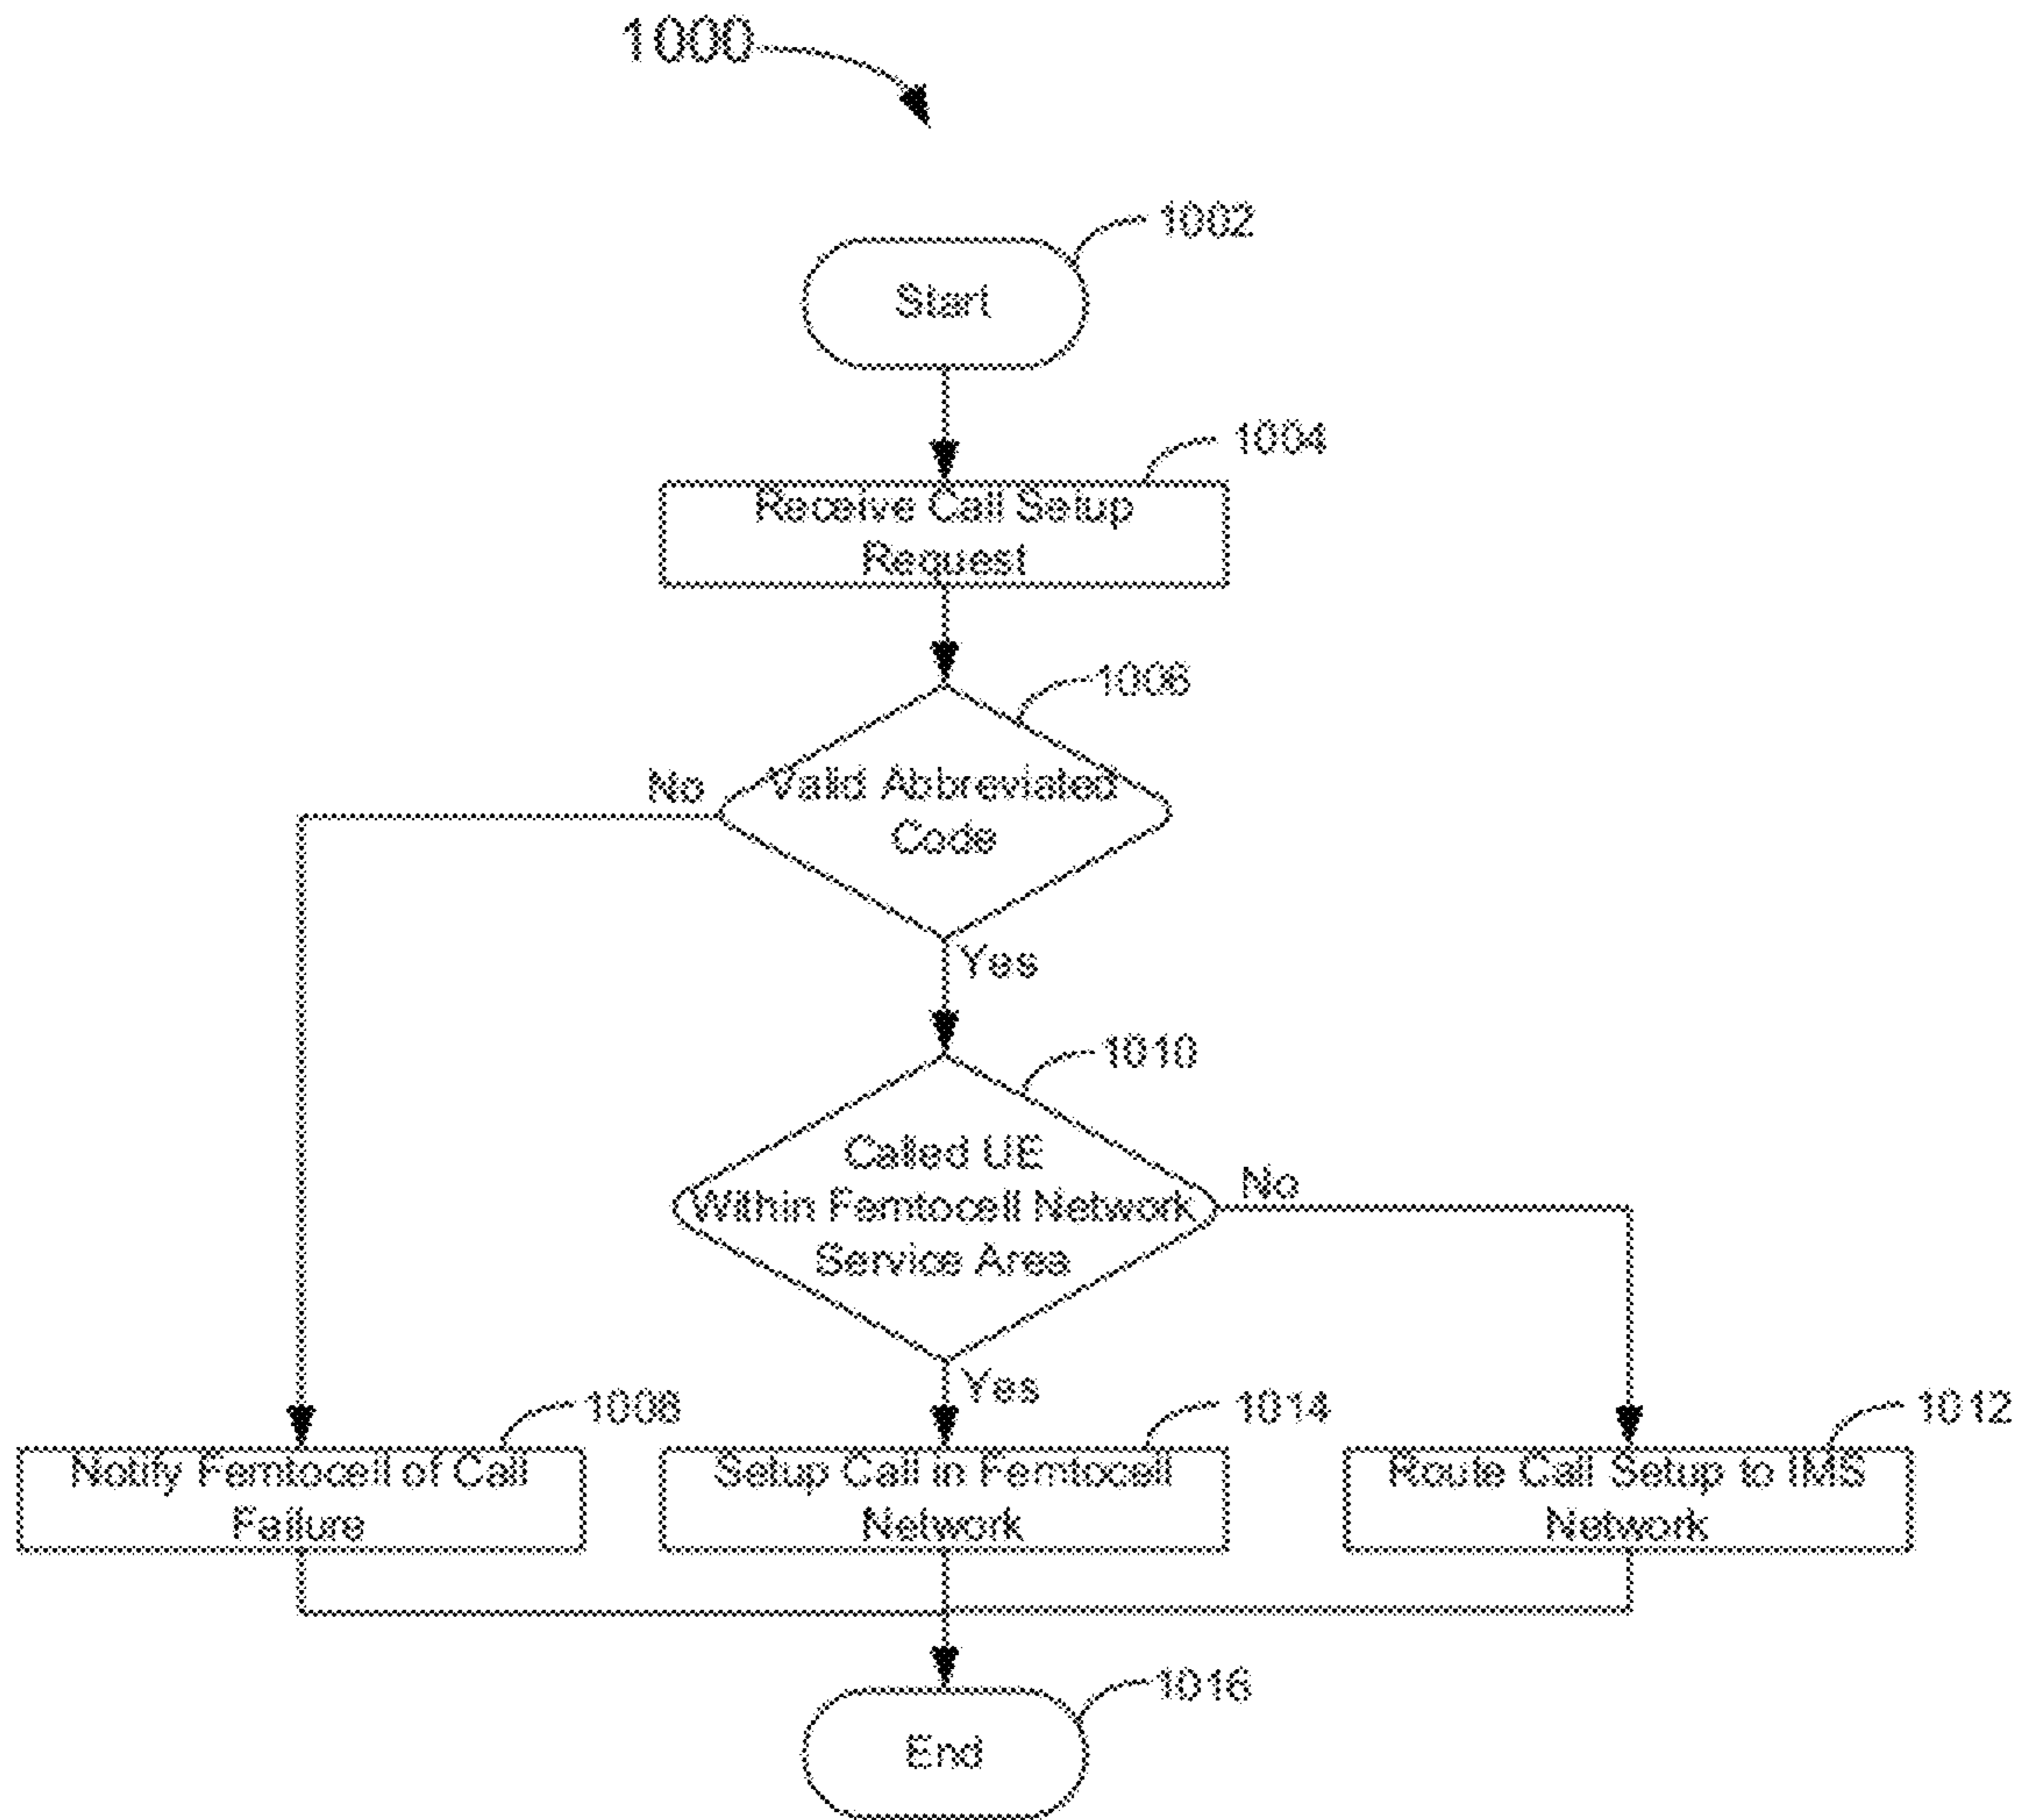 1000
1002
Start
1004
Receive Call Setup
Request
1006
No
Valid Abbreviated
Code
Yes
1010
Called UE
Within Femtocell Network
Service Area
No
Yes
1008
1014
1012
Notify Femtocell of Call
Failure
Setup Call in Femtocell
Network
Route Call Setup to IMS
Network
1016
End